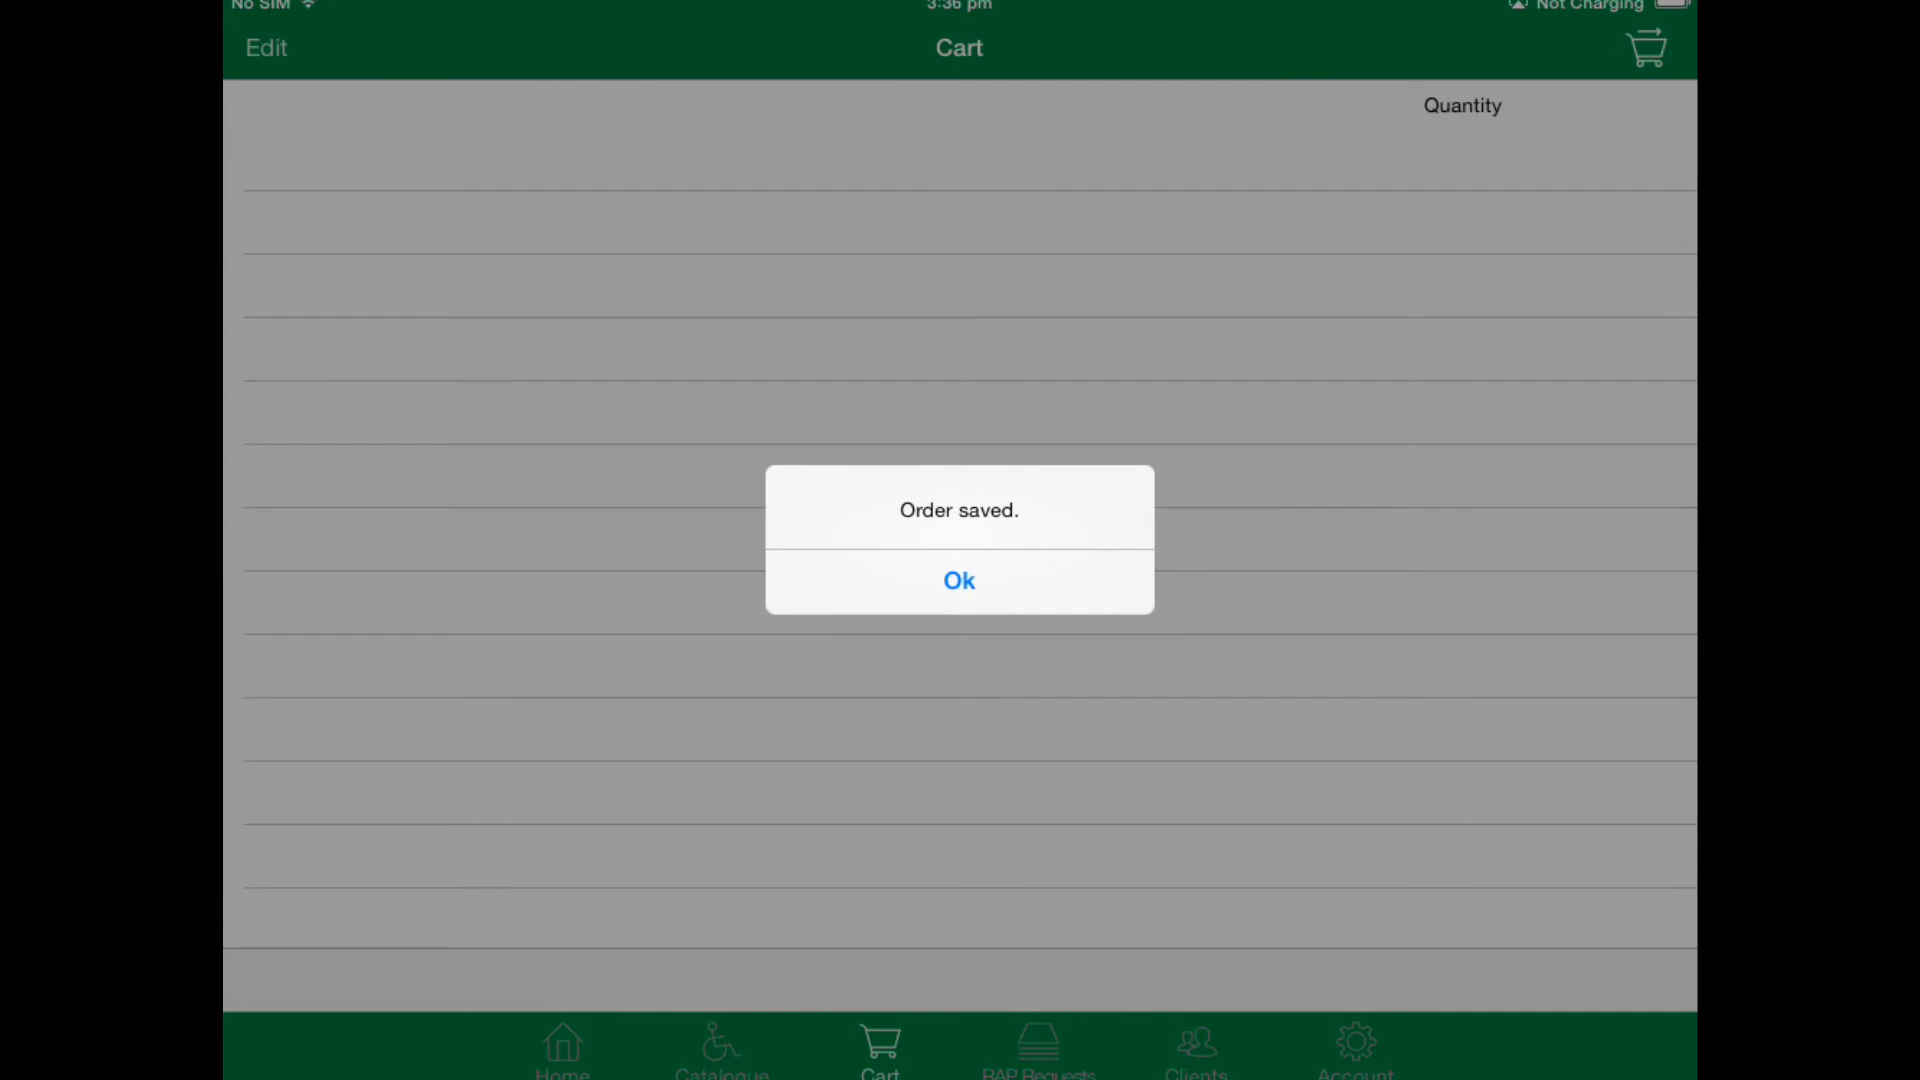 No SIM 3:36 pm Not Charging
Edit Cart
Quantity
Order saved.
Ok
Home Catalogue Cart RAP Requests Clients Account